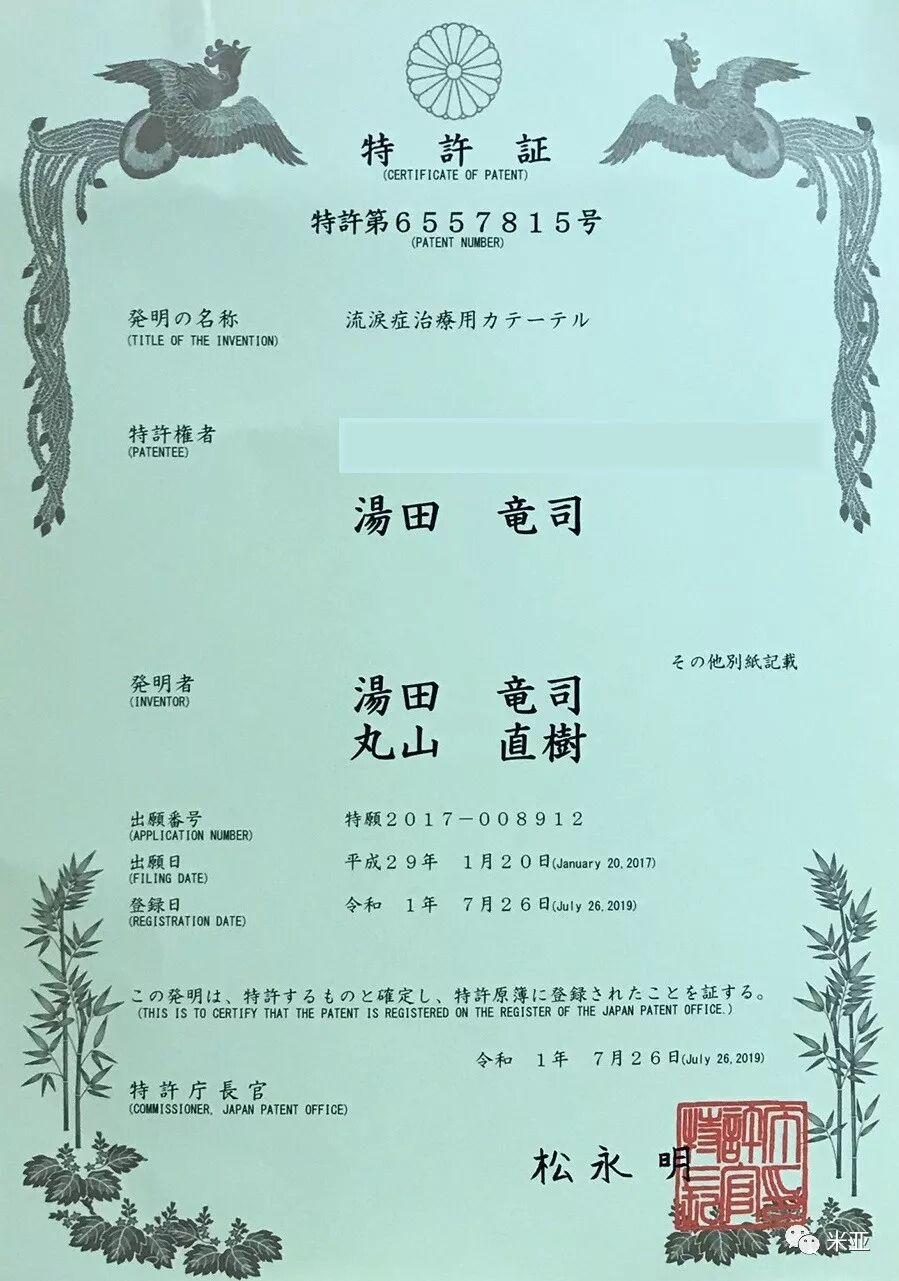 特許証
(CERTIFICATE OF PATENT)
特許第6557815号
(PATENT NUMBER)
発明の名称 流涙症治療用カテーテル
(TITLE OF THE INVENTION)
特許権者
(PATENTEE)
湯田 竜司
その他別紙記載
発明者 湯田 竜司
(INVENTOR)
丸山 直樹
出願番号 特願2017-008912
(APPLICATION NUMBER)
出願日 平成29年 1月20日(January 20, 2017)
(FILING DATE)
登録日 令和 1年 7月26日(July 26, 2019)
(REGISTRATION DATE)
この発明は、特許するものと確定し、特許原簿に登録されたことを証する。
(THIS IS TO CERTIFY THAT THE PATENT IS REGISTERED ON THE REGISTER OF THE JAPAN PATENT OFFICE.)
令和 1年 7月26日(July 26, 2019)
特許庁長官
(COMMISSIONER, JAPAN PATENT OFFICE)
松永 明
米亚